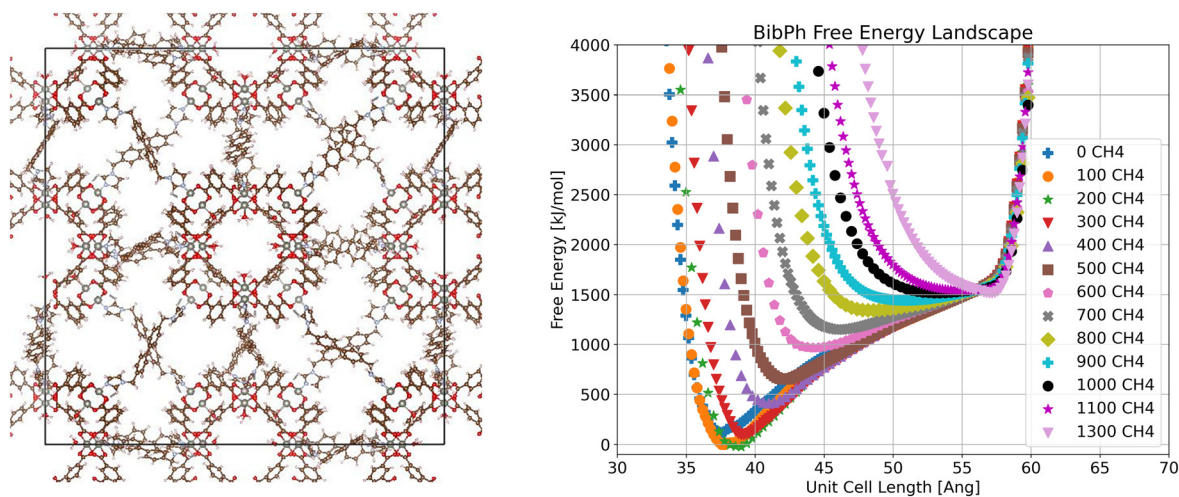 BibPh Free Energy Landscape
Free Energy [kJ/mol]
4000
3500
3000
2500
2000
1500
1000
500
0
0 CH4
100 CH4
200 CH4
300 CH4
400 CH4
500 CH4
600 CH4
700 CH4
800 CH4
900 CH4
1000 CH4
1100 CH4
1300 CH4
30 35 40 45 50 55 60 65 70
Unit Cell Length [Ang]